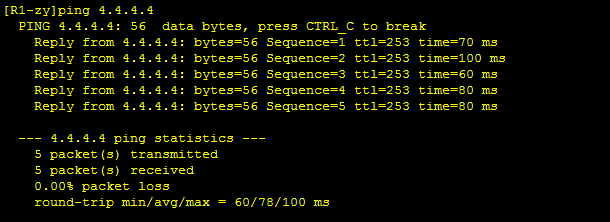 [R1-zy]ping 4.4.4.4
PING 4.4.4.4: 56  data bytes, press CTRL_C to break
Reply from 4.4.4.4: bytes=56 Sequence=1 ttl=253 time=70 ms
Reply from 4.4.4.4: bytes=56 Sequence=2 ttl=253 time=100 ms
Reply from 4.4.4.4: bytes=56 Sequence=3 ttl=253 time=60 ms
Reply from 4.4.4.4: bytes=56 Sequence=4 ttl=253 time=80 ms
Reply from 4.4.4.4: bytes=56 Sequence=5 ttl=253 time=80 ms
--- 4.4.4.4 ping statistics ---
5 packet(s) transmitted
5 packet(s) received
0.00% packet loss
round-trip min/avg/max = 60/78/100 ms